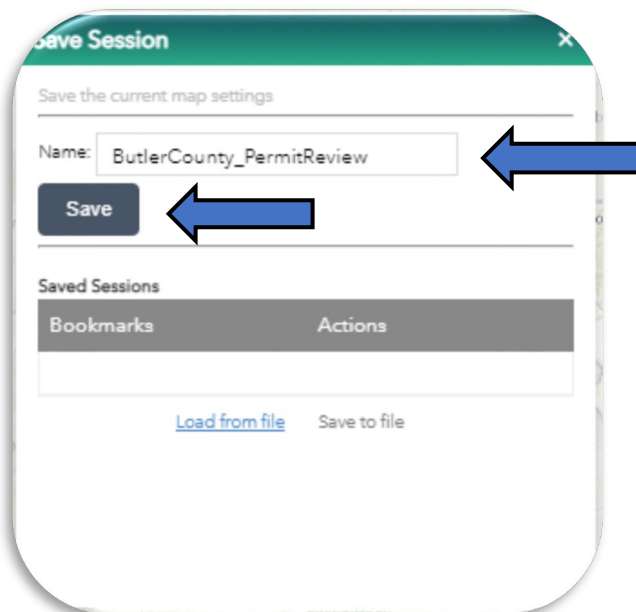 Save Session ×
Save the current map settings
Name: ButlerCounty_PermitReview
Save
Saved Sessions
Bookmarks Actions
Load from file Save to file